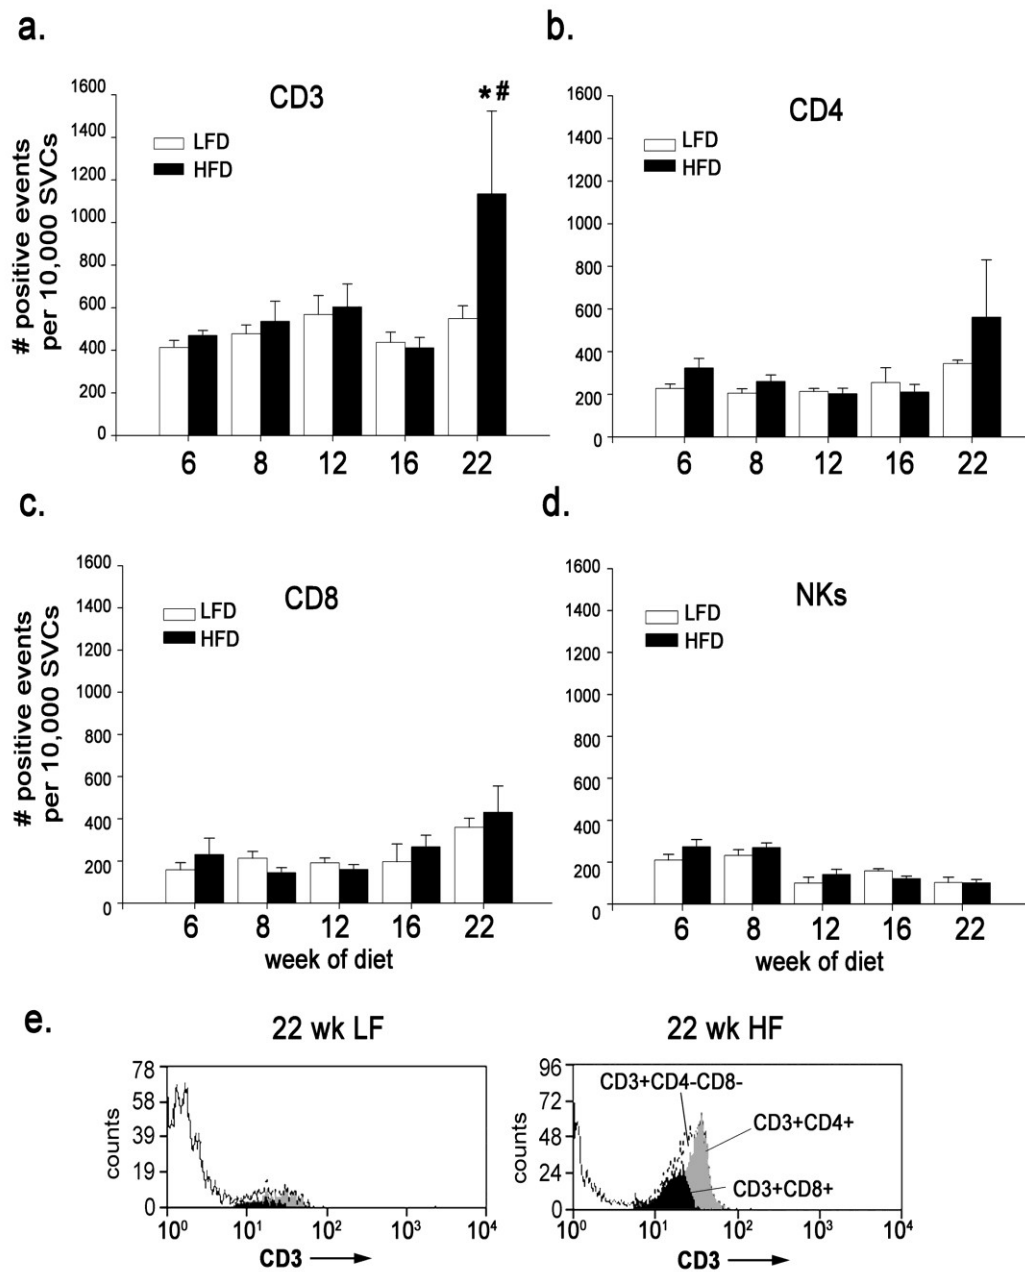 a.
CD3
*#
LFD
HFD
# positive events
per 10,000 SVCs
1600
1400
1200
1000
800
600
400
200
0
6 8 12 16 22
b.
CD4
LFD
HFD
1600
1400
1200
1000
800
600
400
200
0
6 8 12 16 22
c.
CD8
LFD
HFD
# positive events
per 10,000 SVCs
1600
1400
1200
1000
800
600
400
200
0
6 8 12 16 22
week of diet
d.
NKs
LFD
HFD
1600
1400
1200
1000
800
600
400
200
0
6 8 12 16 22
week of diet
e.
22 wk LF
counts
78
58
39
19
0
10⁰ 10¹ 10² 10³ 10⁴
CD3
22 wk HF
counts
96
72
48
24
0
CD3+CD4-CD8-
CD3+CD4+
CD3+CD8+
10⁰ 10¹ 10² 10³ 10⁴
CD3